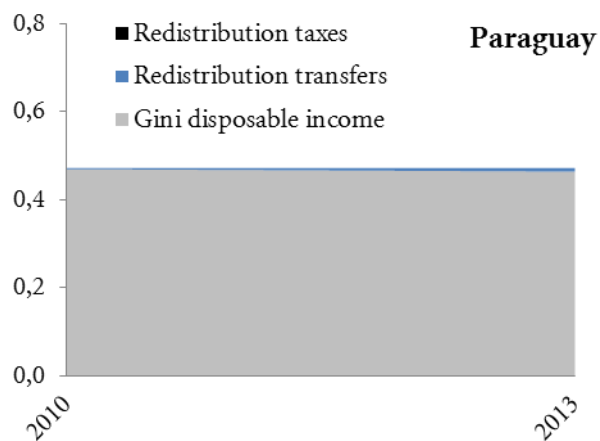 0,8
Redistribution taxes
Paraguay
Redistribution transfers
0,6
Gini disposable income
0,4
0,2
0,0
2010
2013